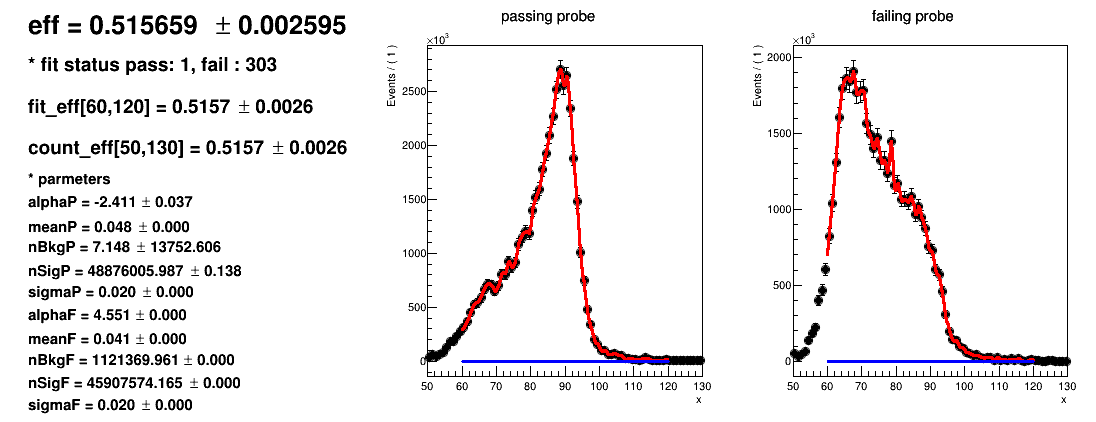 eff = 0.515659 ± 0.002595
* fit status pass: 1, fail : 303
fit_eff[60,120] = 0.5157 ± 0.0026
count_eff[50,130] = 0.5157 ± 0.0026
* parmeters
alphaP = -2.411 ± 0.037
meanP = 0.048 ± 0.000
nBkgP = 7.148 ± 13752.606
nSigP = 48876005.987 ± 0.138
sigmaP = 0.020 ± 0.000
alphaF = 4.551 ± 0.000
meanF = 0.041 ± 0.000
nBkgF = 1121369.961 ± 0.000
nSigF = 45907574.165 ± 0.000
sigmaF = 0.020 ± 0.000
passing probe
×10³
Events / ( 1 )
2500
2000
1500
1000
500
0
50 60 70 80 90 100 110 120 130
x
failing probe
×10³
Events / ( 1 )
2000
1500
1000
500
0
50 60 70 80 90 100 110 120 130
x